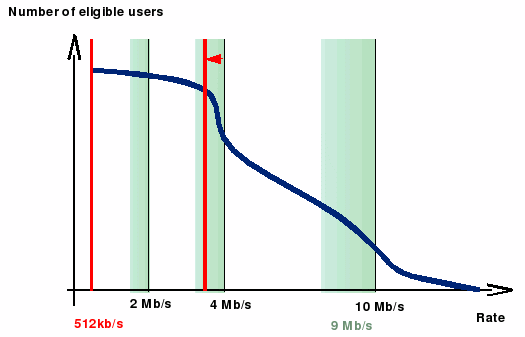 Number of eligible users
2 Mb/s
4 Mb/s
10 Mb/s
Rate
512kb/s
9 Mb/s